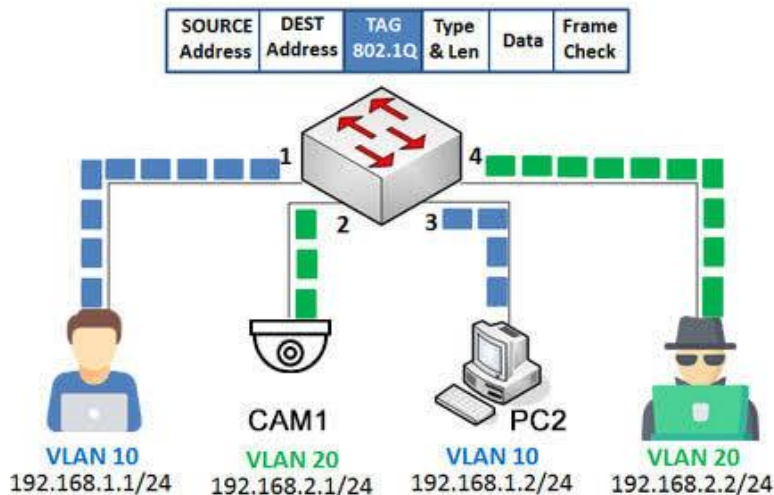 SOURCE Address
DEST Address
TAG 802.1Q
Type & Len
Data
Frame Check
1
4
2
3
CAM1
PC2
VLAN 10
VLAN 20
VLAN 10
VLAN 20
192.168.1.1/24
192.168.2.1/24
192.168.1.2/24
192.168.2.2/24